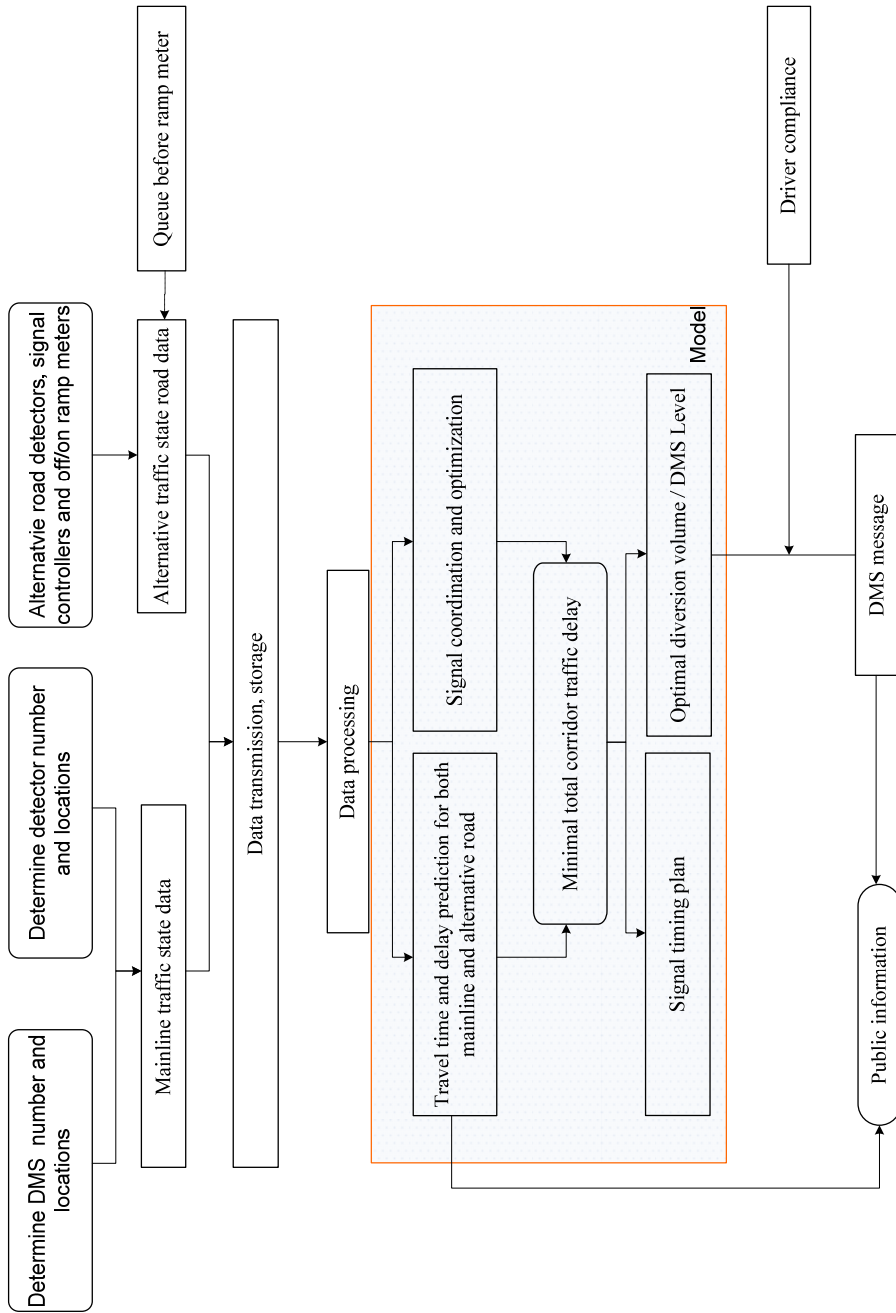 Determine DMS number and
locations
Determine detector number
and locations
Alternatvie road detectors, signal
controllers and off/on ramp meters
Mainline traffic state data
Alternative traffic state road data
Queue before ramp meter
Data transmission, storage
Data processing
Travel time and delay prediction for both
mainline and alternative road
Signal coordination and optimization
Minimal total corridor traffic delay
Signal timing plan
Optimal diversion volume / DMS Level
Model
Driver compliance
DMS message
Public information